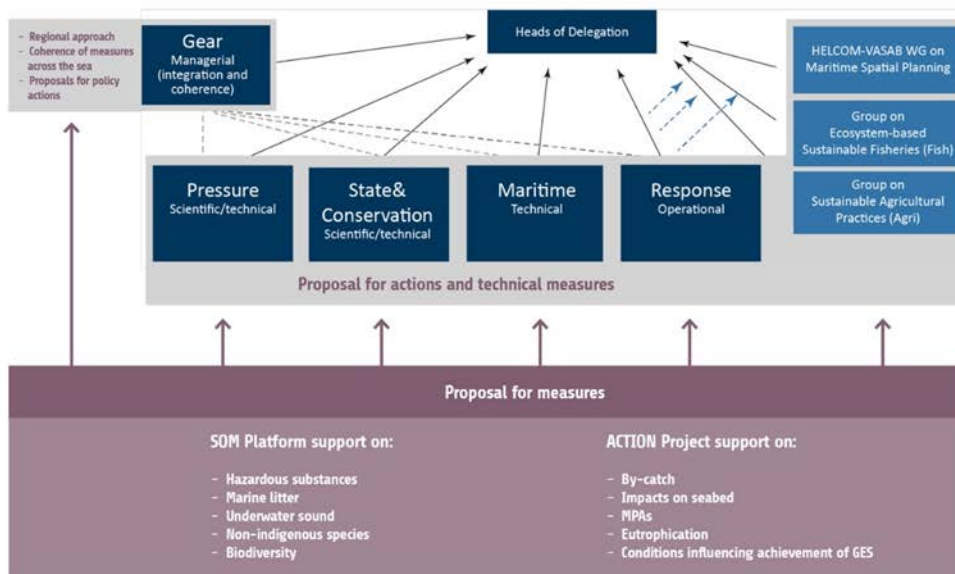 – Regional approach
– Coherence of measures
across the sea
– Proposals for policy
actions
Gear
Managerial
(integration and
coherence)
Heads of Delegation
HELCOM-VASAB WG on
Maritime Spatial Planning
Group on
Ecosystem-based
Sustainable Fisheries (Fish)
Group on
Sustainable Agricultural
Practices (Agri)
Pressure
Scientific/technical
State&
Conservation
Scientific/technical
Maritime
Technical
Response
Operational
Proposal for actions and technical measures
Proposal for measures
SOM Platform support on:
– Hazardous substances
– Marine litter
– Underwater sound
– Non-indigenous species
– Biodiversity
ACTION Project support on:
– By-catch
– Impacts on seabed
– MPAs
– Eutrophication
– Conditions influencing achievement of GES